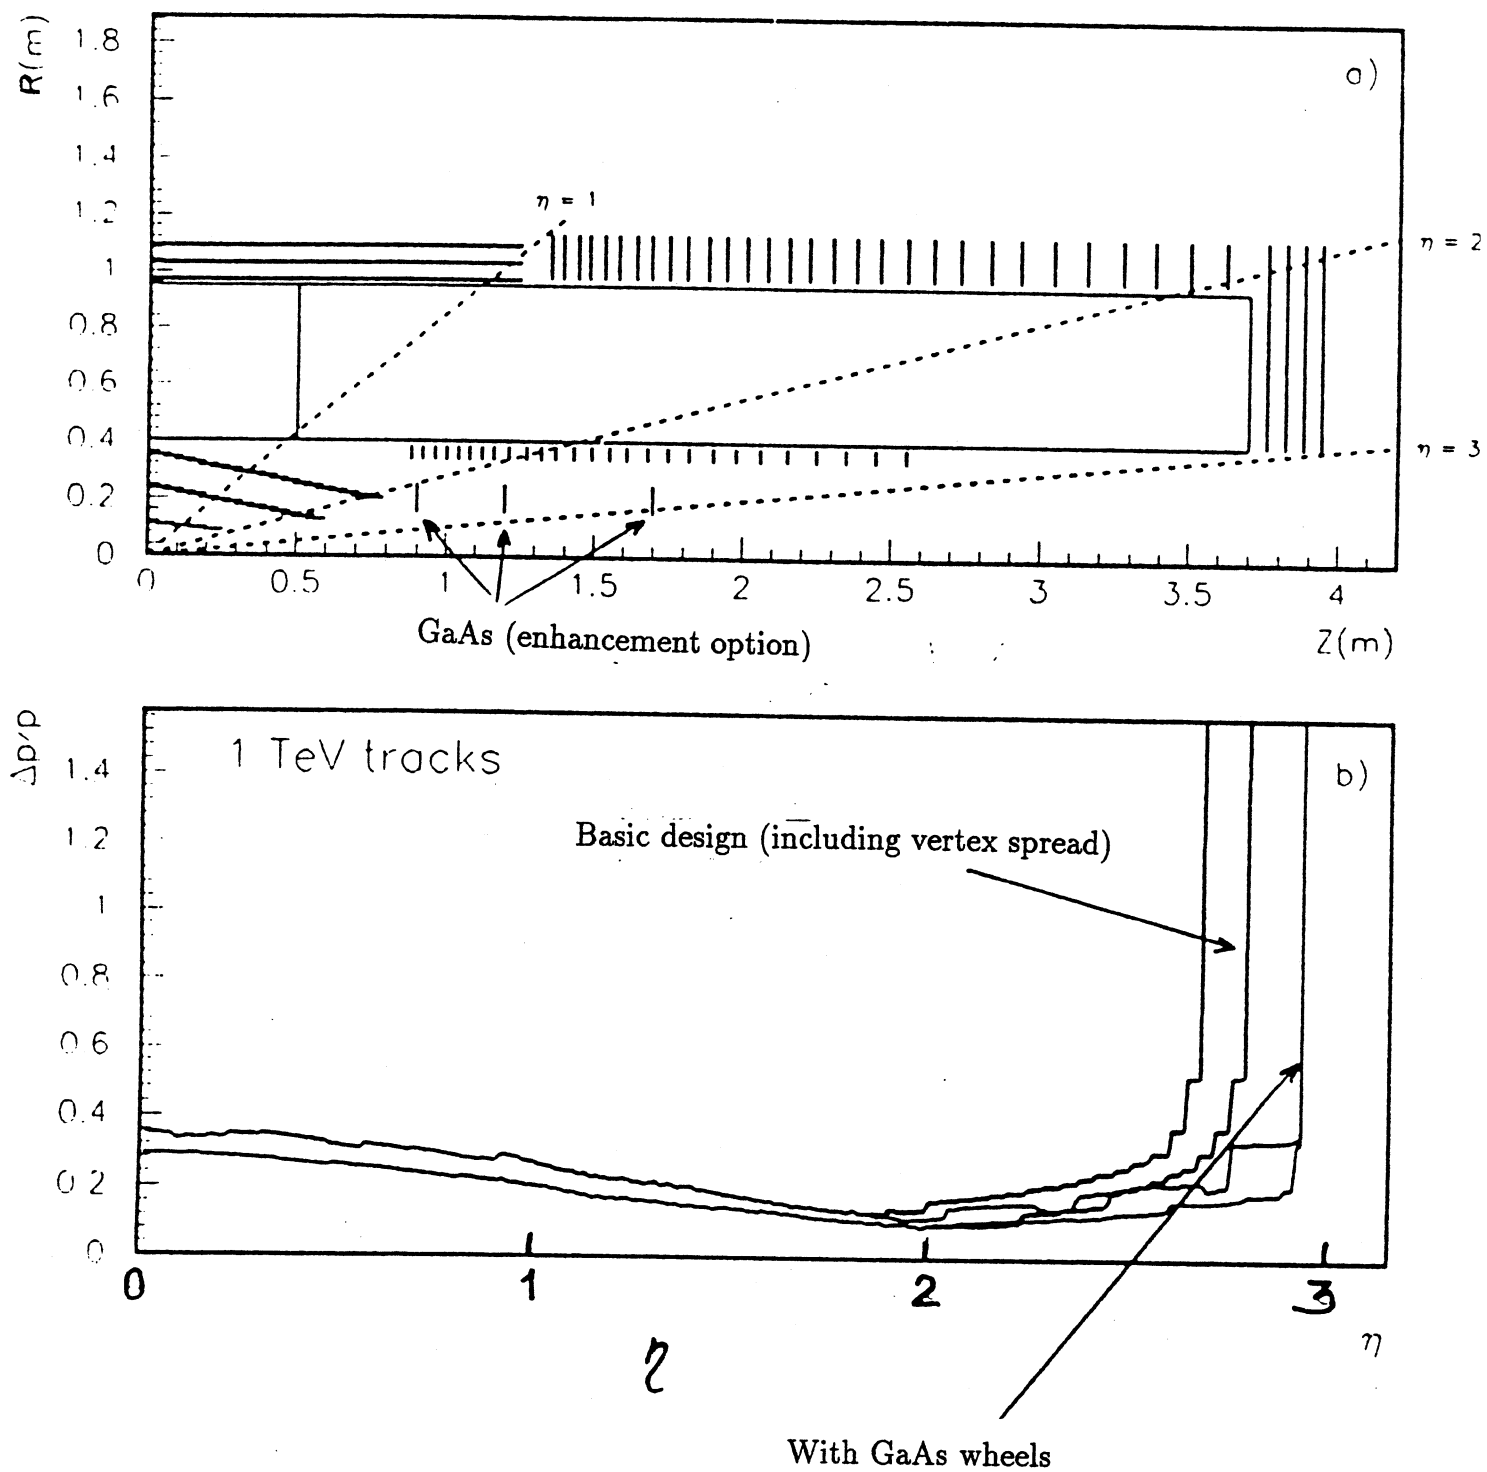 R(m)
1.8
a)
1.6
1.4
1.2
η = 1
η = 2
1
0.8
0.6
0.4
η = 3
0.2
0
0 0.5 1 1.5 2 2.5 3 3.5 4
GaAs (enhancement option)
Z(m)
Δp/p
1 TeV tracks
b)
1.4
Basic design (including vertex spread)
1.2
1
0.8
0.6
0.4
0.2
0
0 1 2 3
η
η
With GaAs wheels